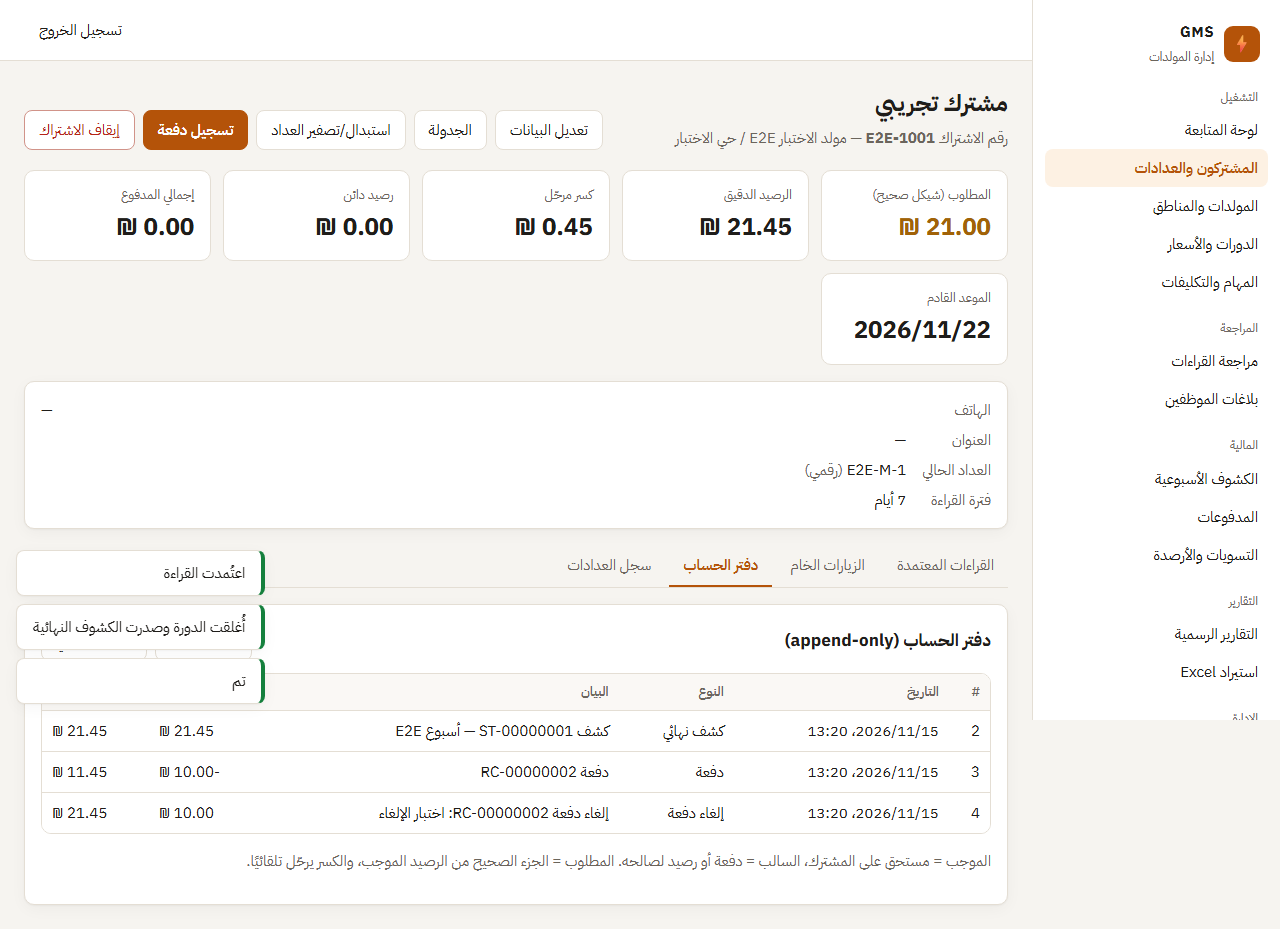 GMS
إدارة المولدات
التشغيل
لوحة المتابعة
المشتركون والعدادات
المولدات والمناطق
الدورات والأسعار
المهام والتكليفات
المراجعة
مراجعة القراءات
بلاغات الموظفين
المالية
الكشوف الأسبوعية
المدفوعات
التسويات والأرصدة
التقارير
التقارير الرسمية
استيراد Excel
تسجيل الخروج
مشترك تجريبي
رقم الاشتراك E2E-1001 — مولد الاختبار E2E / حي الاختبار
تعديل البيانات
الجدولة
استبدال/تصفير العداد
تسجيل دفعة
إيقاف الاشتراك
المطلوب (شيكل صحيح)
21.00 ₪
الرصيد الدقيق
21.45 ₪
كسر مرحّل
0.45 ₪
رصيد دائن
0.00 ₪
إجمالي المدفوع
0.00 ₪
الموعد القادم
2026/11/22
الهاتف —
العنوان —
العداد الحالي E2E-M-1 (رقمي)
فترة القراءة 7 أيام
القراءات المعتمدة
الزيارات الخام
دفتر الحساب
سجل العدادات
اعتُمدت القراءة
أُغلقت الدورة وصدرت الكشوف النهائية
تم
دفتر الحساب (append-only)
# التاريخ النوع البيان
2 2026/11/15، 13:20 كشف نهائي كشف ST-00000001 — أسبوع E2E 21.45 ₪ 21.45 ₪
3 2026/11/15، 13:20 دفعة دفعة RC-00000002 -10.00 ₪ 11.45 ₪
4 2026/11/15، 13:20 إلغاء دفعة إلغاء دفعة RC-00000002: اختبار الإلغاء 10.00 ₪ 21.45 ₪
الموجب = مستحق على المشترك، السالب = دفعة أو رصيد لصالحه. المطلوب = الجزء الصحيح من الرصيد الموجب، والكسر يرحّل تلقائيًا.